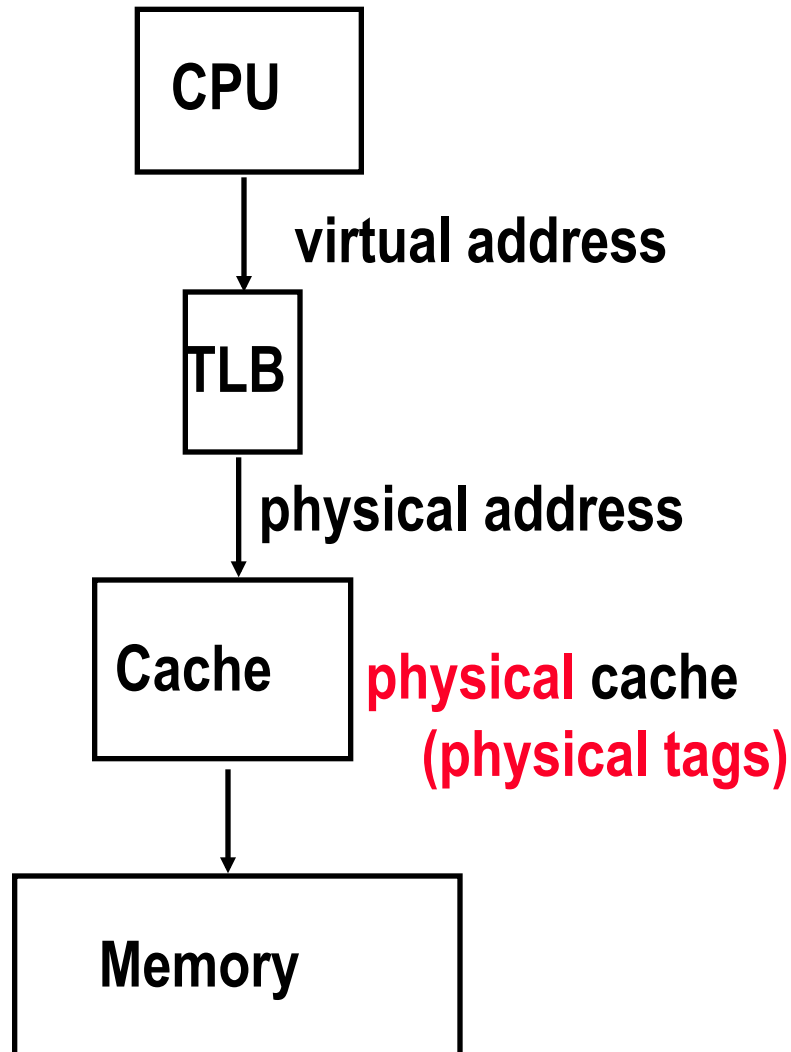 CPU
virtual address
TLB
physical address
Cache
physical cache
(physical tags)
Memory